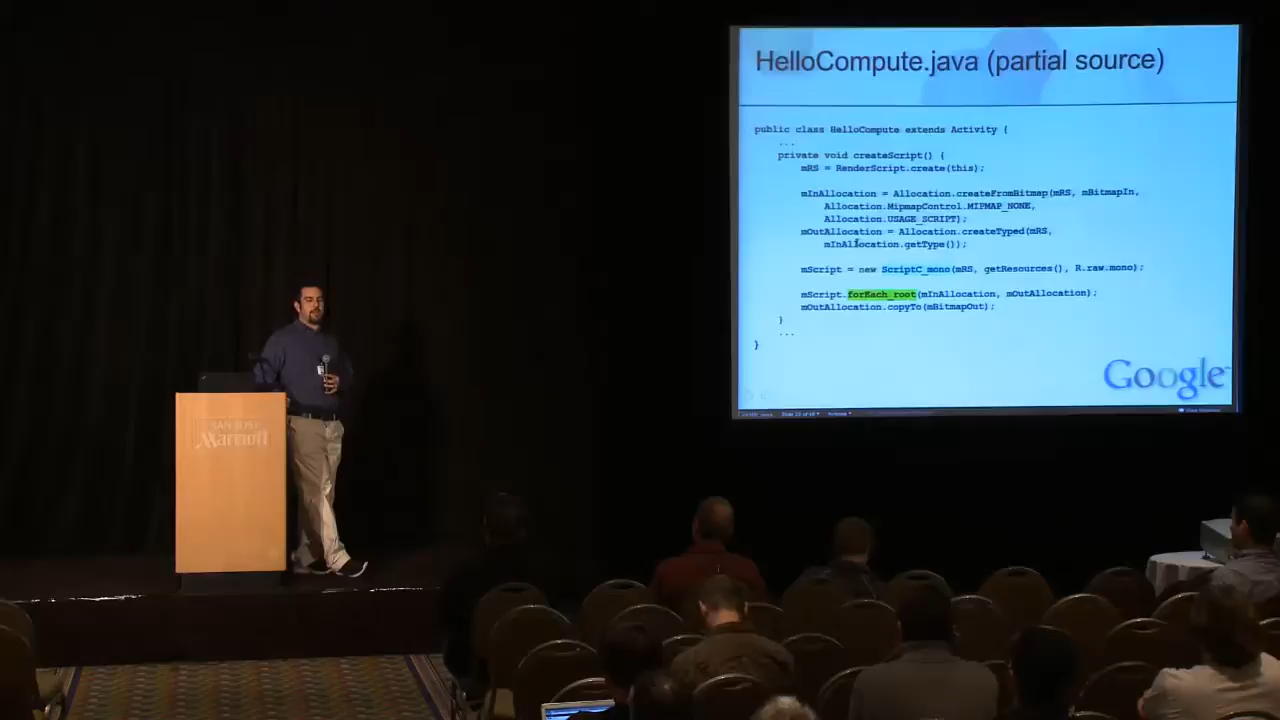 HelloCompute.java (partial source)
public class HelloCompute extends Activity {
...
private void createScript() {
mRS = RenderScript.create(this);
mInAllocation = Allocation.createFromBitmap(mRS, mBitmapIn,
Allocation.MipmapControl.MIPMAP_NONE,
Allocation.USAGE_SCRIPT);
mOutAllocation = Allocation.createTyped(mRS,
mInAllocation.getType());
mScript = new ScriptC_mono(mRS, getResources(), R.raw.mono);
mScript.forEach_root(mInAllocation, mOutAllocation);
mOutAllocation.copyTo(mBitmapOut);
}
...
}
Google
SAN JOSE
Marriott